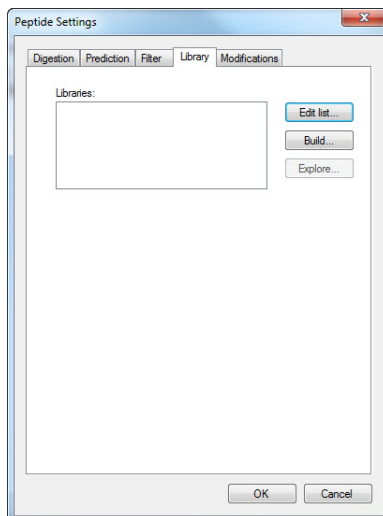 Peptide Settings
Digestion Prediction Filter Library Modifications
Libraries:
Edit list...
Build...
Explore...
OK Cancel